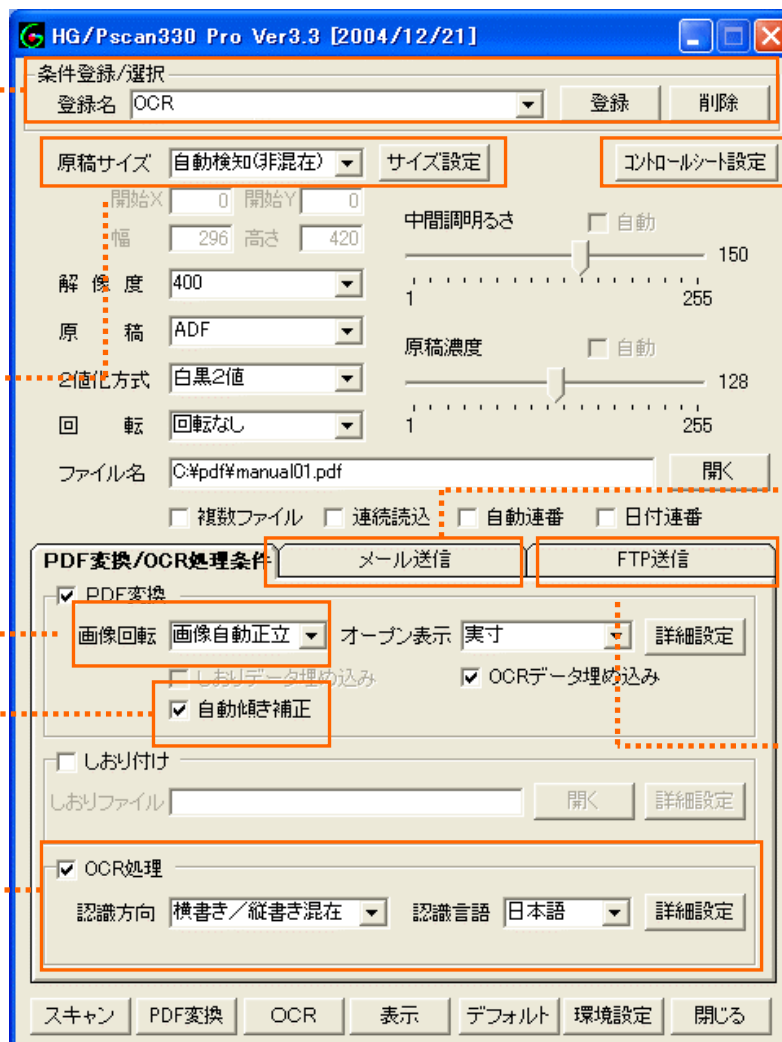 HG/Pscan330 Pro Ver3.3 [2004/12/21]
条件登録/選択
登録名 OCR 登録 削除
原稿サイズ 自動検知(非混在) サイズ設定 コントロールシート設定
開始X 0 開始Y 0
幅 296 高さ 420
中間調明るさ 自動
150
1 255
解像度 400
原稿 ADF
原稿濃度 自動
2値化方式 白黒2値
128
回転 回転なし
1 255
ファイル名 C:¥pdf¥manual01.pdf 開く
複数ファイル 連続読込 自動連番 日付連番
PDF変換/OCR処理条件 メール送信 FTP送信
PDF変換
画像回転 画像自動正立 オープン表示 実寸 詳細設定
しおりデータ埋め込み OCRデータ埋め込み
自動傾き補正
しおり付け
しおりファイル 開く 詳細設定
OCR処理
認識方向 横書き/縦書き混在 認識言語 日本語 詳細設定
スキャン PDF変換 OCR 表示 デフォルト 環境設定 閉じる